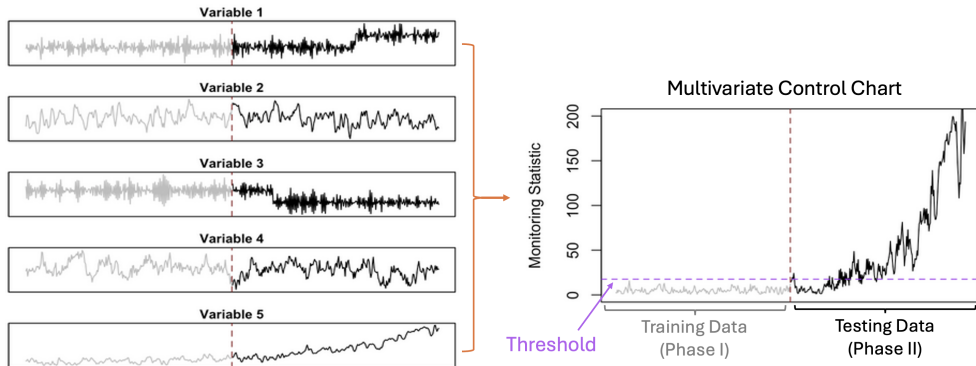 Variable 1
Variable 2
Variable 3
Variable 4
Variable 5
Multivariate Control Chart
Monitoring Statistic
200
150
100
50
0
Threshold
Training Data
(Phase I)
Testing Data
(Phase II)